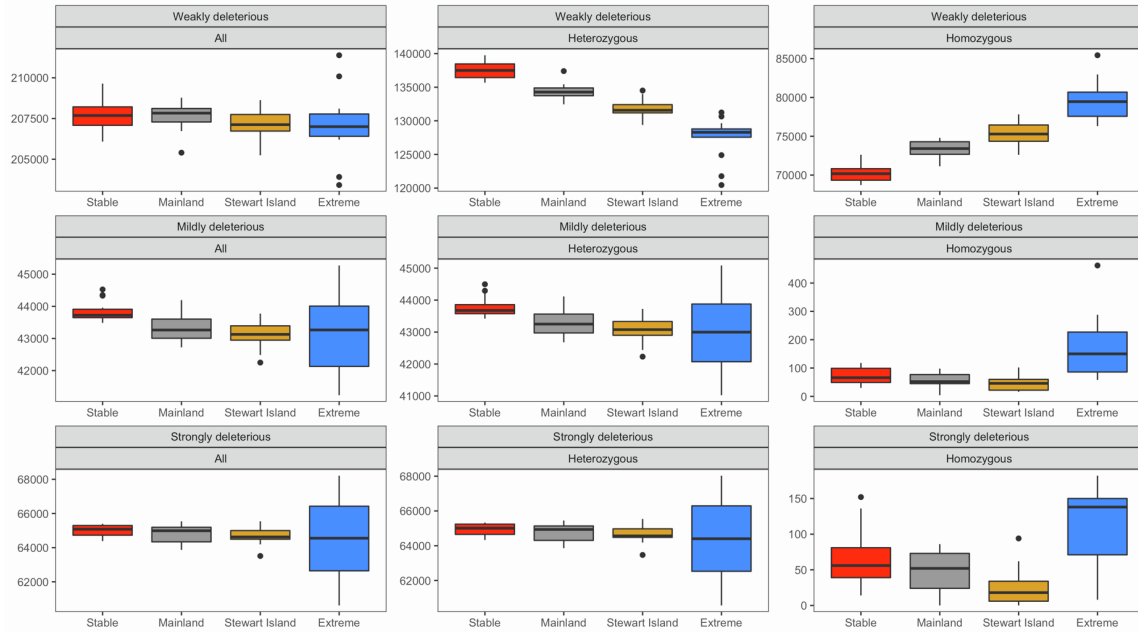 Weakly deleterious
All
210000
207500
205000
Stable Mainland Stewart Island Extreme
Weakly deleterious
Heterozygous
140000
135000
130000
125000
120000
Stable Mainland Stewart Island Extreme
Weakly deleterious
Homozygous
85000
80000
75000
70000
Stable Mainland Stewart Island Extreme
Mildly deleterious
All
45000
44000
43000
42000
Stable Mainland Stewart Island Extreme
Mildly deleterious
Heterozygous
45000
44000
43000
42000
41000
Stable Mainland Stewart Island Extreme
Mildly deleterious
Homozygous
400
300
200
100
0
Stable Mainland Stewart Island Extreme
Strongly deleterious
All
68000
66000
64000
62000
Stable Mainland Stewart Island Extreme
Strongly deleterious
Heterozygous
68000
66000
64000
62000
Stable Mainland Stewart Island Extreme
Strongly deleterious
Homozygous
150
100
50
0
Stable Mainland Stewart Island Extreme